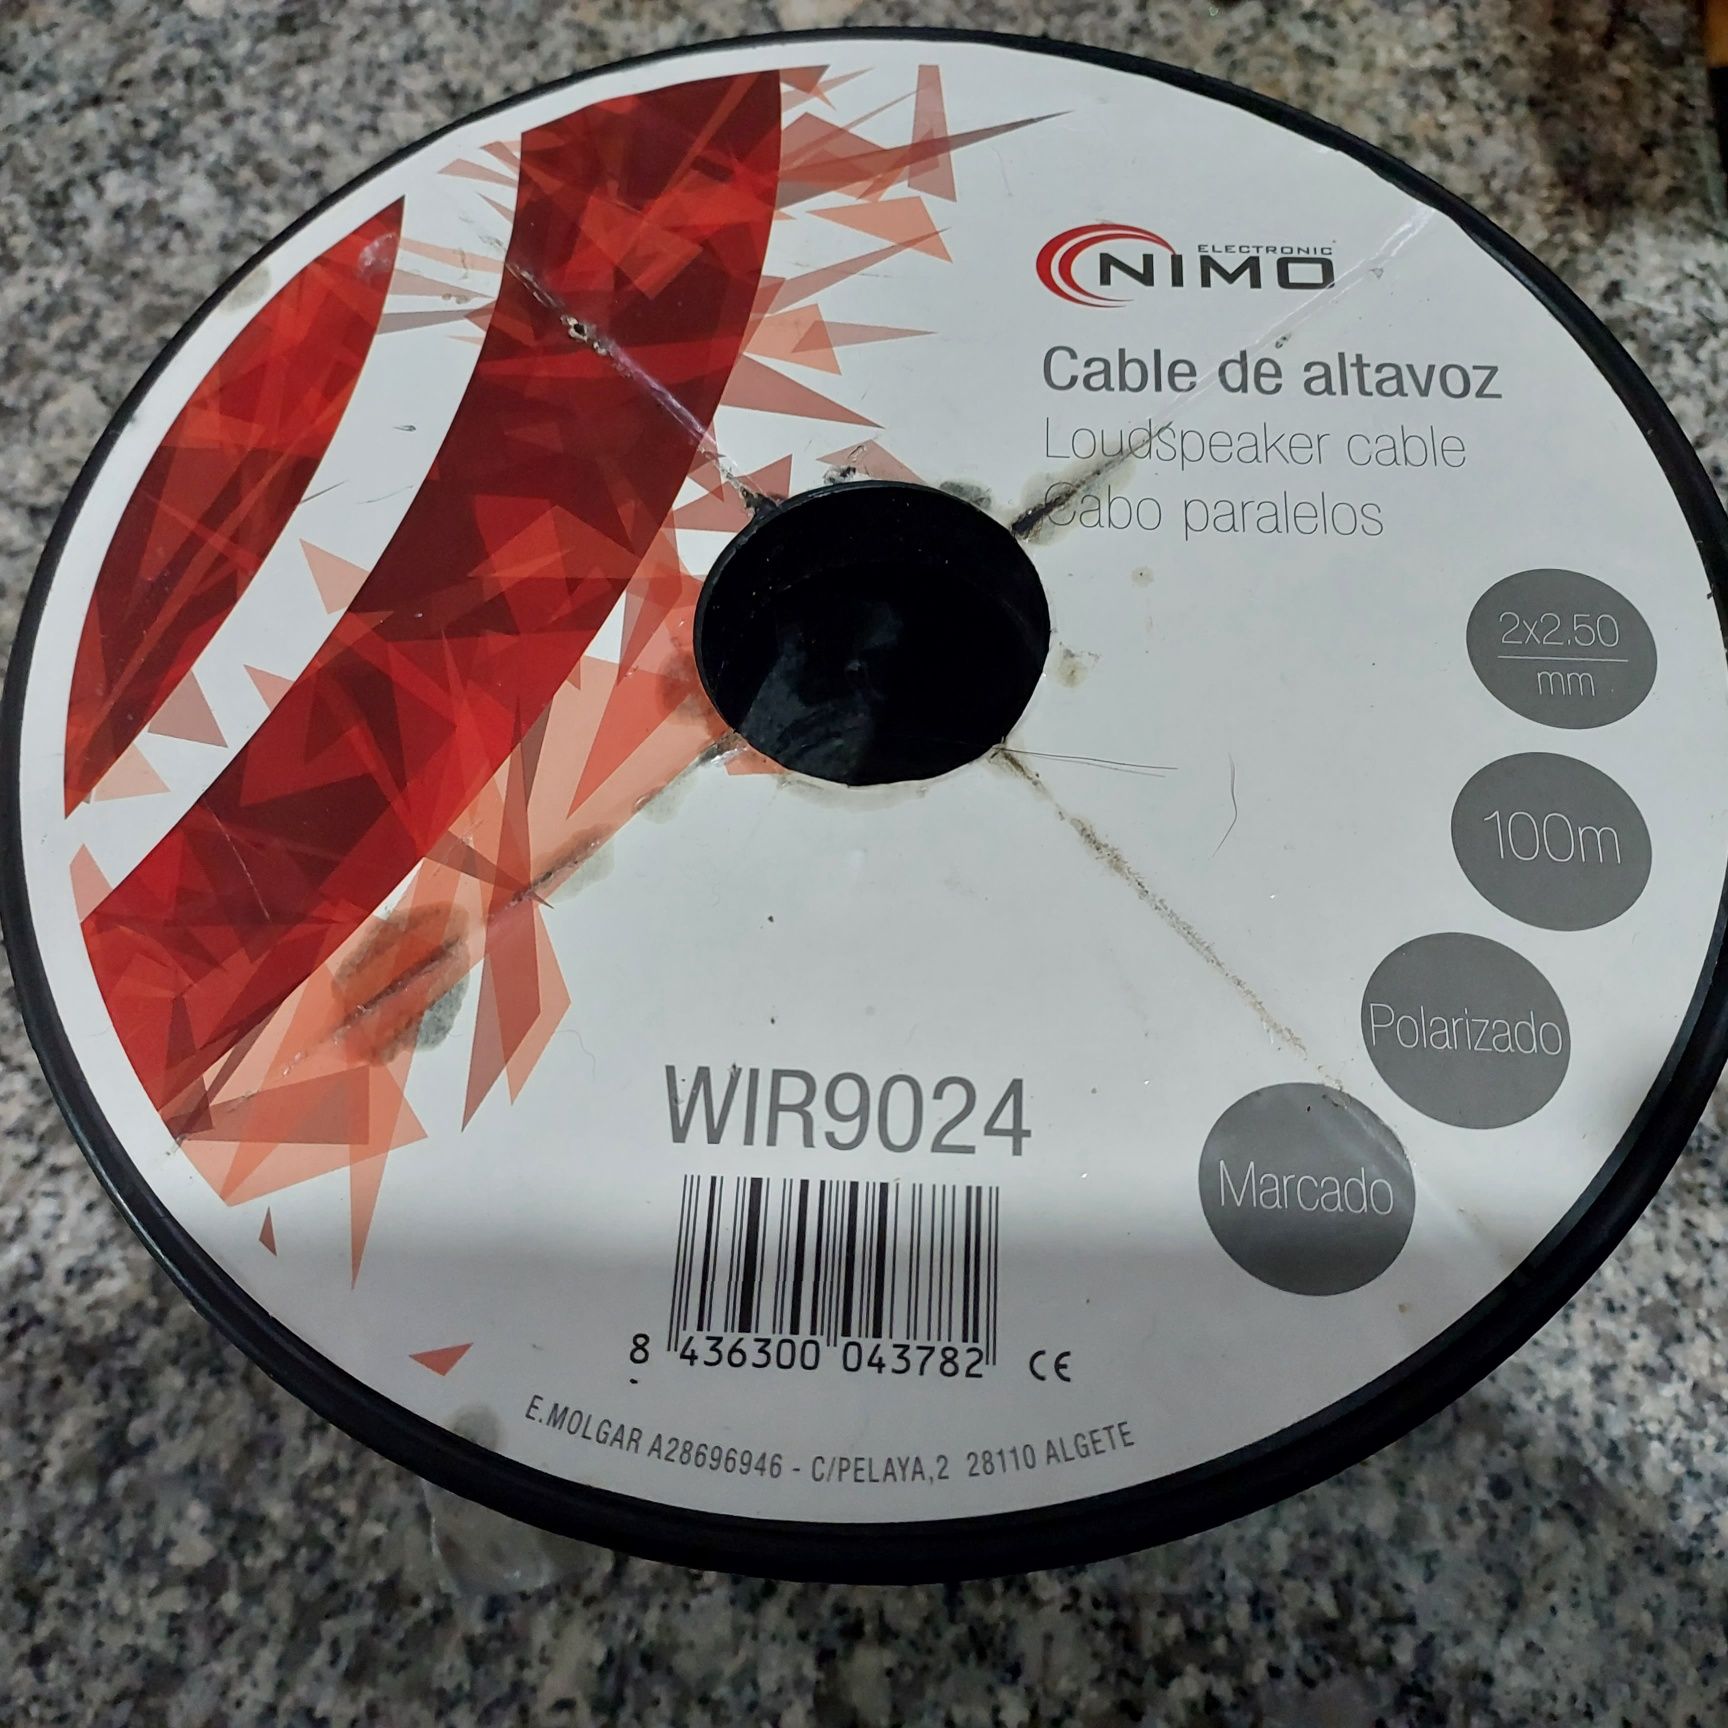 ELECTRONIC
NIMO
Cable de altavoz
Loudspeaker cable
Cabo paralelos
2x2.50
mm
100m
Polarizado
Marcado
WIR9024
8 436300 043782 CE
E.MOLGAR A28696946 - C/PELAYA,2 28110 ALGETE